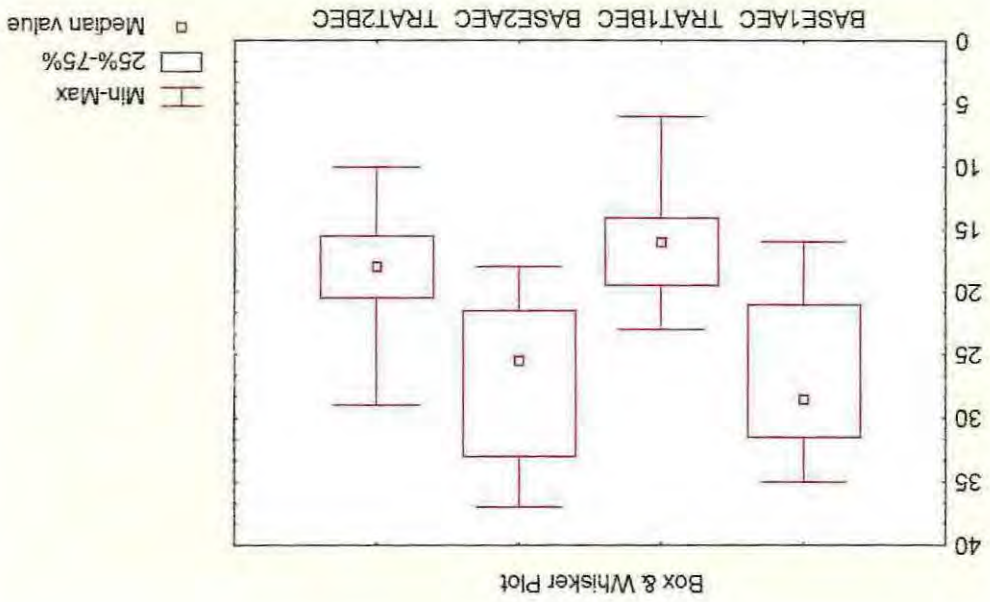 Box & Whisker Plot
40
35
30
25
20
15
10
5
0
BASE1AEC TRAT1BEC BASE2AEC TRAT2BEC
Min-Max
25%-75%
Median value